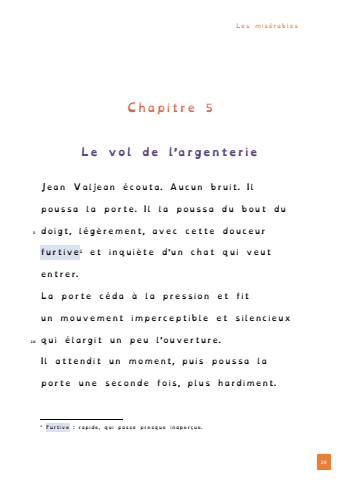 Les misérables
Chapitre 5
Le vol de l'argenterie
Jean Valjean écouta. Aucun bruit. Il
poussa la porte. Il la poussa du bout du
5 doigt, légèrement, avec cette douceur
furtive¹ et inquiète d'un chat qui veut
entrer.
La porte céda à la pression et fit
un mouvement imperceptible et silencieux
10 qui élargit un peu l'ouverture.
Il attendit un moment, puis poussa la
porte une seconde fois, plus hardiment.
¹ Furtive : rapide, qui passe presque inaperçue.